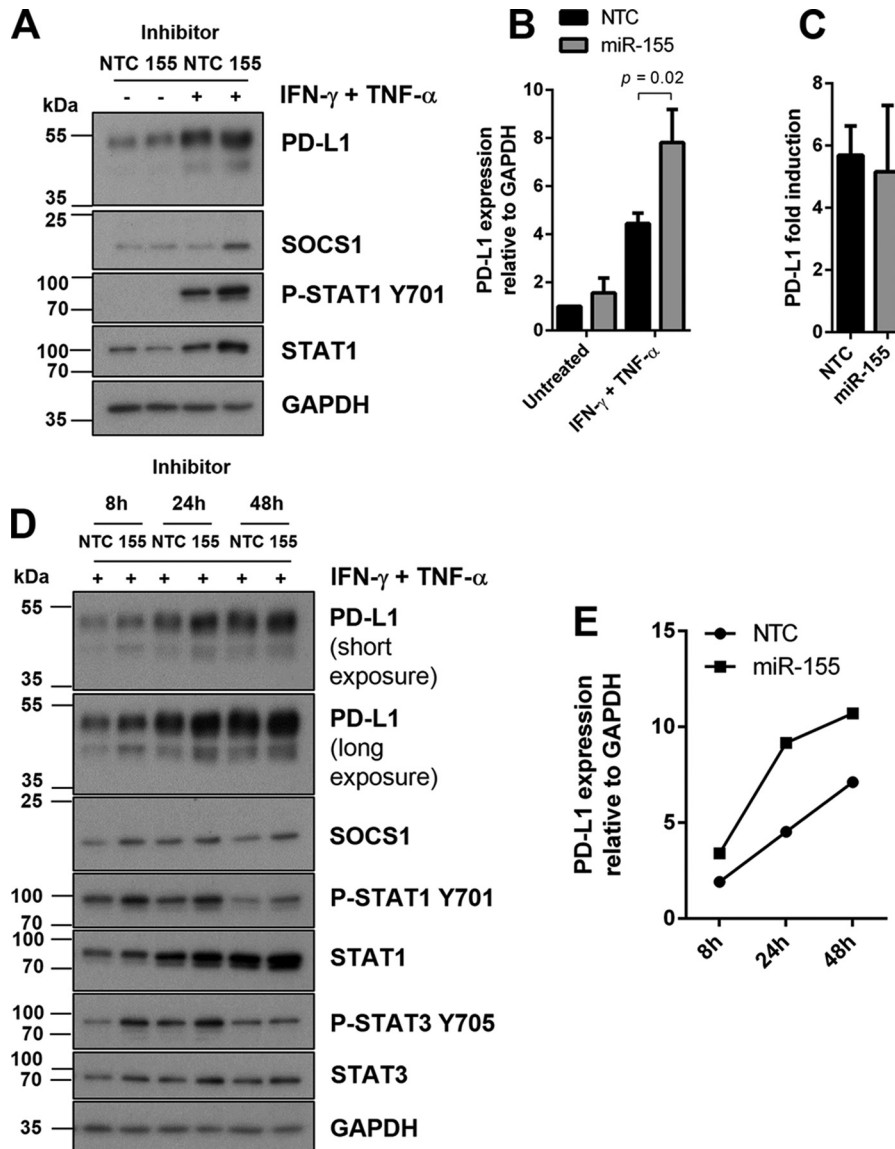 A
Inhibitor
NTC 155 NTC 155
kDa - - + + IFN-γ + TNF-α
55 PD-L1
35
25
SOCS1
100
70 P-STAT1 Y701
100 STAT1
70
35 GAPDH
B
NTC
miR-155
p = 0.02
PD-L1 expression
relative to GAPDH
10
8
6
4
2
0
Untreated
IFN-γ + TNF-α
C
PD-L1 fold induction
8
6
4
2
0
NTC
miR-155
D
Inhibitor
8h 24h 48h
NTC 155 NTC 155 NTC 155
kDa + + + + + + IFN-γ + TNF-α
55 PD-L1
(short
35 exposure)
55 PD-L1
(long
35 exposure)
25
SOCS1
100 P-STAT1 Y701
70
100
70 STAT1
100 P-STAT3 Y705
70
100
70 STAT3
35 GAPDH
E
NTC
miR-155
PD-L1 expression
relative to GAPDH
15
10
5
0
8h
24h
48h